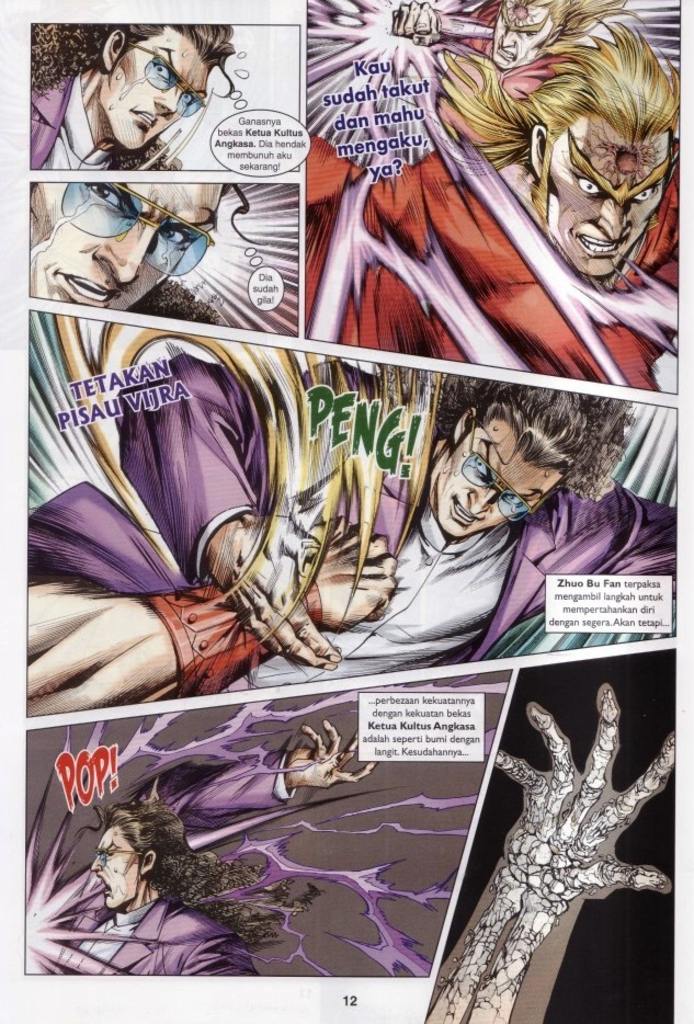 Ganasnya
bekas Ketua Kultus
Angkasa. Dia hendak
membunuh aku
sekarang!
Kau
sudah takut
dan mahu
mengaku,
ya?
Dia
sudah
gila!
TETAKAN
PISAU VIJRA
PENG!
Zhuo Bu Fan terpaksa
mengambil langkah untuk
mempertahankan diri
dengan segera.Akan tetapi...
...perbezaan kekuatannya
dengan kekuatan bekas
Ketua Kultus Angkasa
adalah seperti bumi dengan
langit. Kesudahannya...
POP!
12